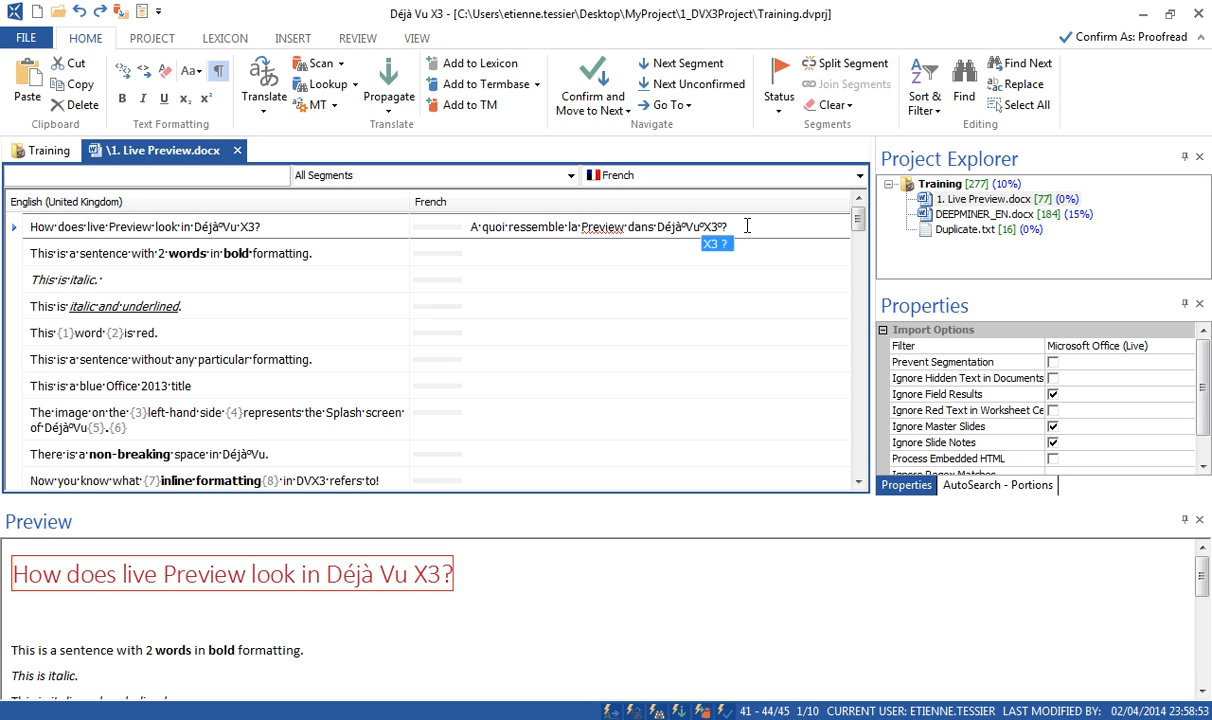 Déjà Vu X3 - [C:\Users\etienne.tessier\Desktop\MyProject\1_DVX3Project\Training.dvprj]
FILE HOME PROJECT LEXICON INSERT REVIEW VIEW Confirm As: Proofread
Paste Cut Copy Delete
Aa B I U x₂ x²
Translate Scan Lookup MT Propagate
Add to Lexicon
Add to Termbase
Add to TM
Confirm and Move to Next
Next Segment
Next Unconfirmed
Go To
Status Split Segment
Join Segments
Clear
Sort & Filter Find Find Next
Replace
Select All
Clipboard Text Formatting Translate Navigate Segments Editing
Training \1. Live Preview.docx
All Segments French
English (United Kingdom) French
How·does·live·Preview·look·in·DéjàºVu·X3? A·quoi·ressemble·la·Preview·dans·DéjàºVuºX3º?
X3 ?
This·is·a·sentence·with·2·words·in·bold·formatting.
This·is·italic.·
This·is·italic·and·underlined.
This·{1}word·{2}is·red.
This·is·a·sentence·without·any·particular·formatting.
This·is·a·blue·Office·2013·title
The·image·on·the·{3}left-hand·side·{4}represents·the·Splash·screen·
of·DéjàºVu{5}.{6}
There·is·a·non-breaking·space·in·DéjàºVu.
Now·you·know·what·{7}inline·formatting{8}·in·DVX3·refers·to!
Project Explorer
Training [277] (10%)
1. Live Preview.docx [77] (0%)
DEEPMINER_EN.docx [184] (15%)
Duplicate.txt [16] (0%)
Properties
Import Options
Filter Microsoft Office (Live)
Prevent Segmentation
Ignore Hidden Text in Documents
Ignore Field Results
Ignore Red Text in Worksheet Ce
Ignore Master Slides
Ignore Slide Notes
Process Embedded HTML
Ignore Regex Matches
Properties AutoSearch - Portions
Preview
How does live Preview look in Déjà Vu X3?
This is a sentence with 2 words in bold formatting.
This is italic.
41 - 44/45 1/10 CURRENT USER: ETIENNE.TESSIER LAST MODIFIED BY: 02/04/2014 23:58:53